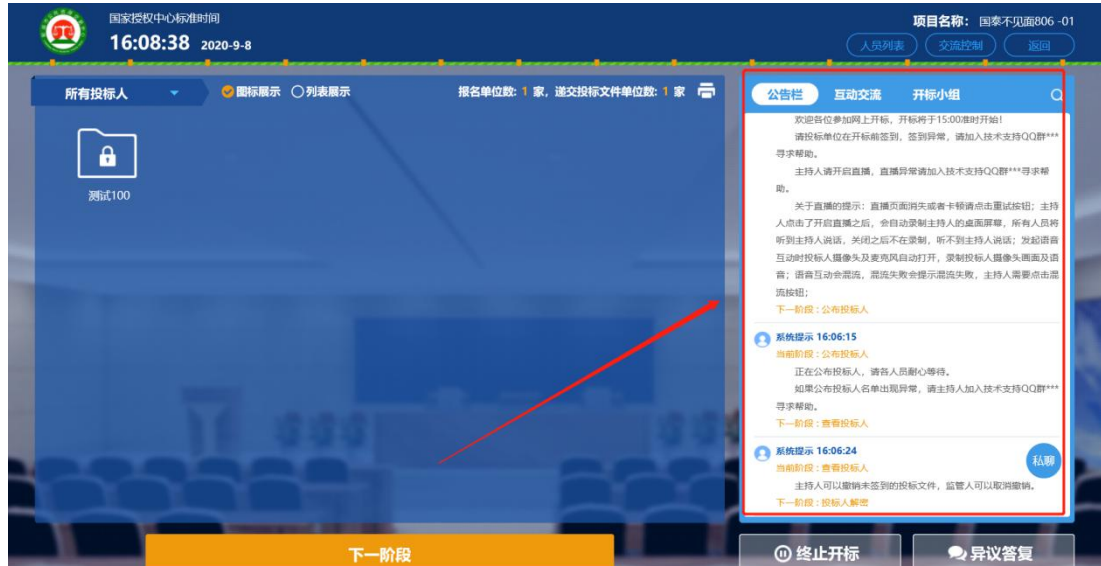 国家授权中心标准时间
16:08:38 2020-9-8
项目名称： 国泰不见面806 -01
人员列表 交流控制 返回
所有投标人 图标展示 列表展示 报名单位数: 1 家，递交投标文件单位数: 1 家
测试100
公告栏 互动交流 开标小组
欢迎各位参加网上开标，开标将于15:00准时开始！
请投标单位在开标前签到，签到异常，请加入技术支持QQ群***
寻求帮助。
主持人请开启直播，直播异常请加入技术支持QQ群***寻求帮
助。
关于直播的提示：直播页面消失或者卡顿请点击重试按钮；主持
人点击了开启直播之后，会自动录制主持人的桌面屏幕，所有人员将
听到主持人说话，关闭之后不在录制，听不到主持人说话；发起语音
互动时投标人摄像头及麦克风自动打开，录制投标人摄像头画面及语
音；语音互动会混流，混流失败会提示混流失败，主持人需要点击混
流按钮；
下一阶段 : 公布投标人
系统提示 16:06:15
当前阶段 : 公布投标人
正在公布投标人，请各人员耐心等待。
如果公布投标人名单出现异常，请主持人加入技术支持QQ群***
寻求帮助。
下一阶段 : 查看投标人
系统提示 16:06:24
当前阶段 : 查看投标人
主持人可以撤销未签到的投标文件，监管人可以取消撤销。
下一阶段 : 投标人解密
私聊
下一阶段
终止开标
异议答复